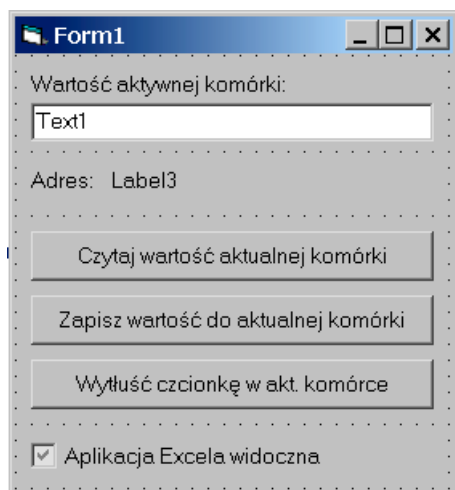 Form1
Wartość aktywnej komórki:
Text1
Adres: Label3
Czytaj wartość aktualnej komórki
Zapisz wartość do aktualnej komórki
Wytłuść czcionkę w akt. komórce
Aplikacja Excela widoczna